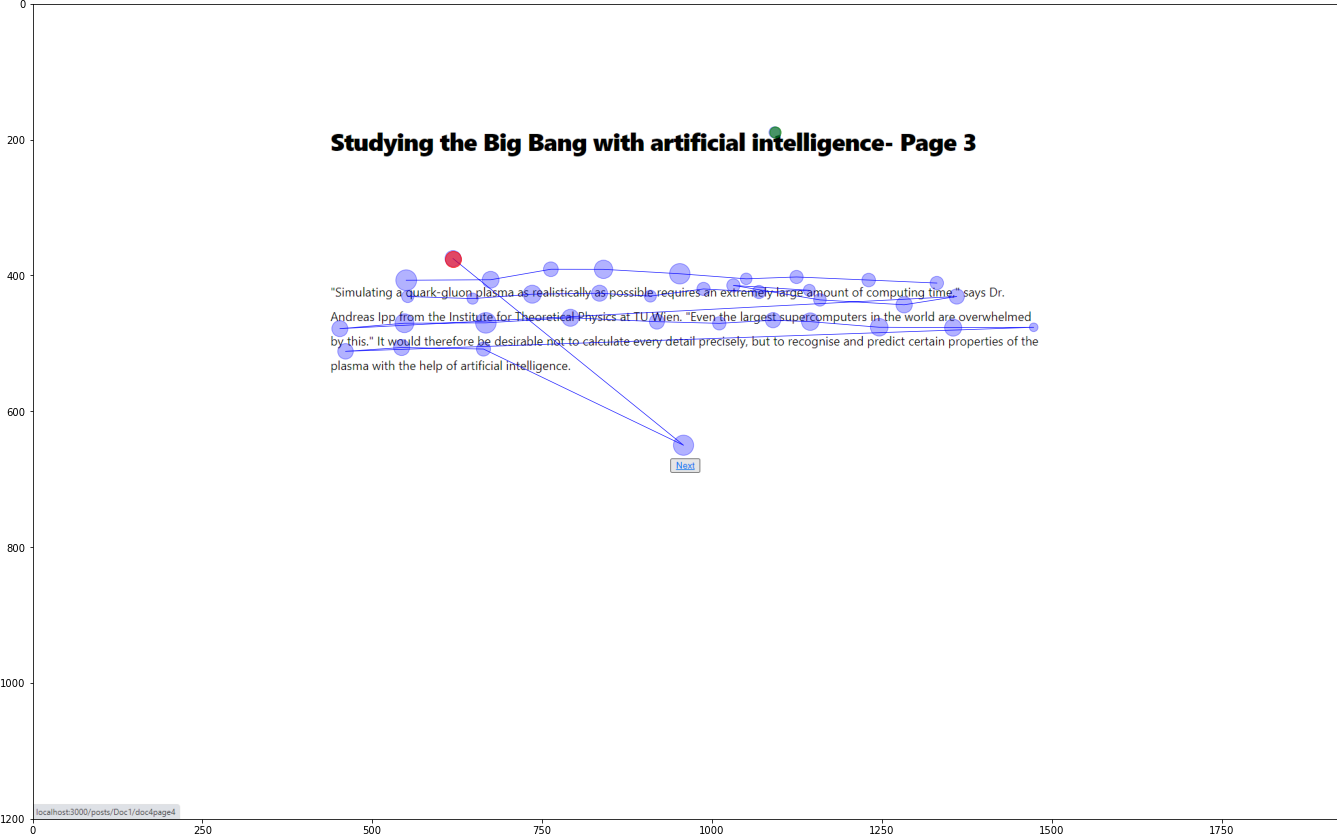 Studying the Big Bang with artificial intelligence- Page 3
"Simulating a quark-gluon plasma as realistically as possible requires an extremely large amount of computing time," says Dr.
Andreas Ipp from the Institute for Theoretical Physics at TU Wien. "Even the largest supercomputers in the world are overwhelmed
by this." It would therefore be desirable not to calculate every detail precisely, but to recognise and predict certain properties of the
plasma with the help of artificial intelligence.
Next
localhost:3000/posts/Doc1/doc4page4
0
200
400
600
800
1000
1200
0 250 500 750 1000 1250 1500 1750